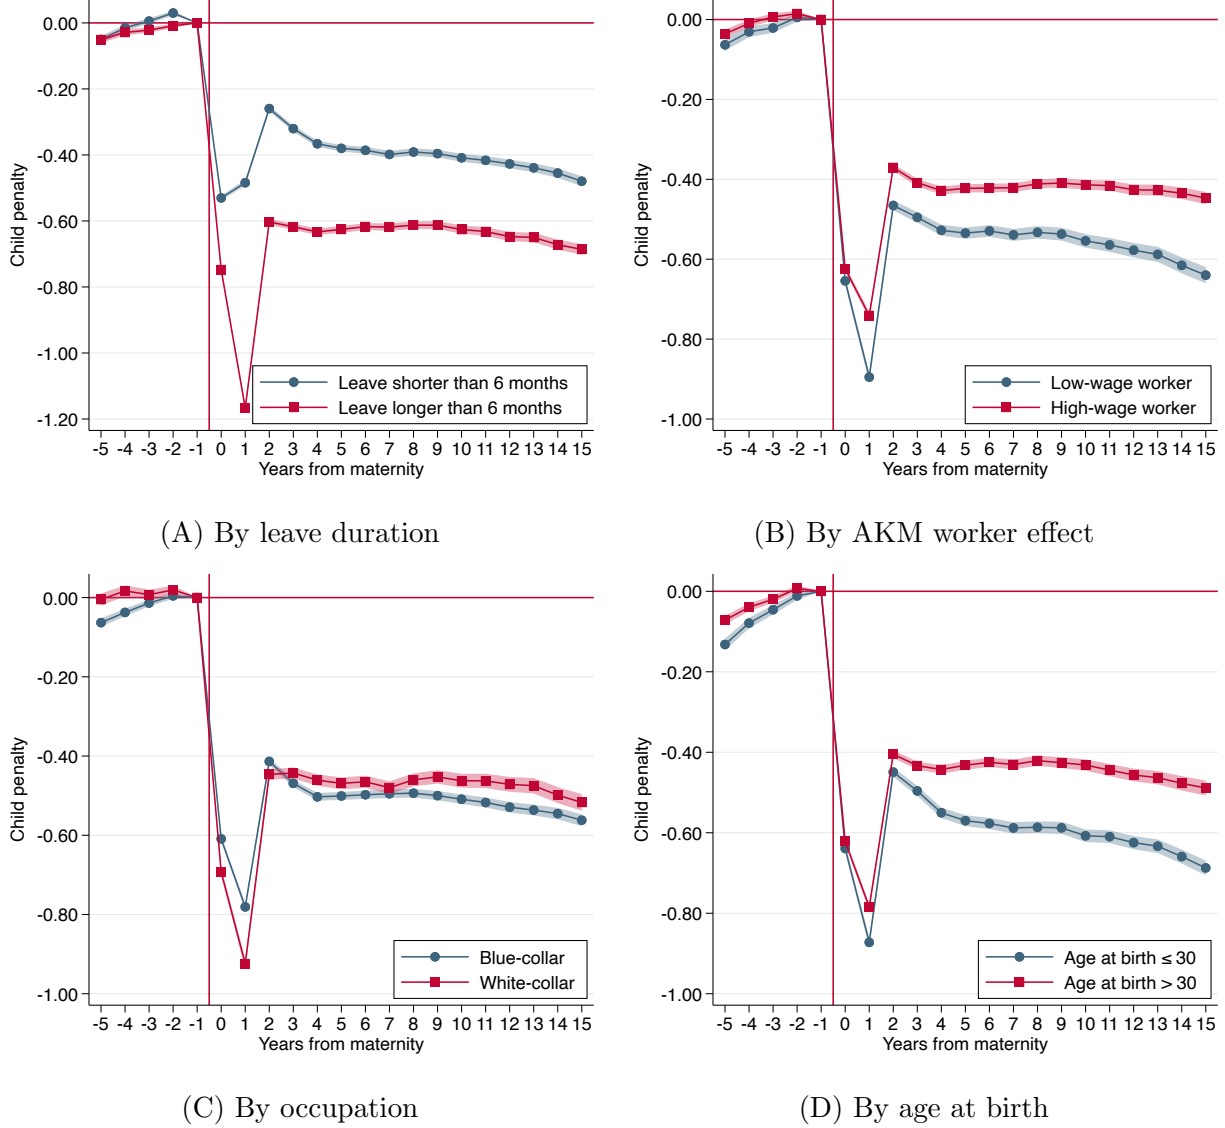 0.00
-0.20
-0.40
-0.60
-0.80
-1.00
-1.20
Child penalty
Leave shorter than 6 months
Leave longer than 6 months
-5 -4 -3 -2 -1 0 1 2 3 4 5 6 7 8 9 10 11 12 13 14 15
Years from maternity
(A) By leave duration
0.00
-0.20
-0.40
-0.60
-0.80
-1.00
Child penalty
Low-wage worker
High-wage worker
-5 -4 -3 -2 -1 0 1 2 3 4 5 6 7 8 9 10 11 12 13 14 15
Years from maternity
(B) By AKM worker effect
0.00
-0.20
-0.40
-0.60
-0.80
-1.00
Child penalty
Blue-collar
White-collar
-5 -4 -3 -2 -1 0 1 2 3 4 5 6 7 8 9 10 11 12 13 14 15
Years from maternity
(C) By occupation
0.00
-0.20
-0.40
-0.60
-0.80
-1.00
Child penalty
Age at birth ≤ 30
Age at birth > 30
-5 -4 -3 -2 -1 0 1 2 3 4 5 6 7 8 9 10 11 12 13 14 15
Years from maternity
(D) By age at birth